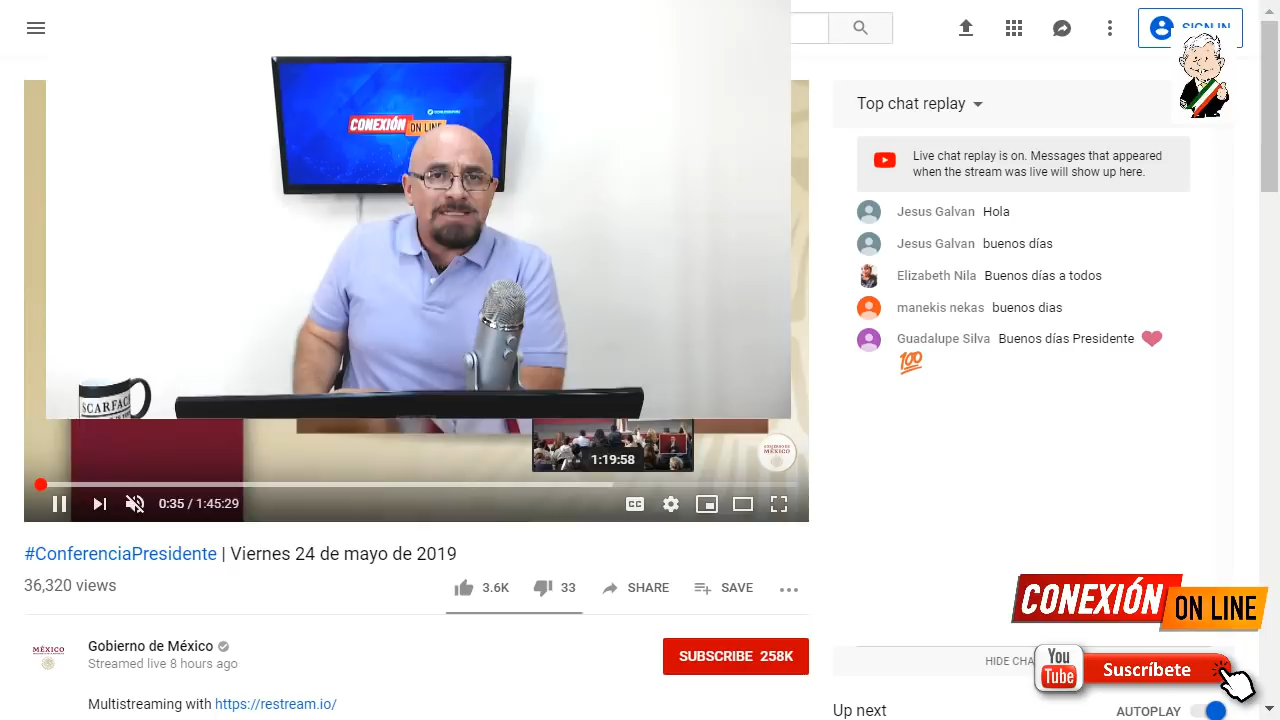 SIGN IN
CONEXIÓN
ON LINE
Top chat replay
Live chat replay is on. Messages that appeared
when the stream was live will show up here.
Jesus Galvan Hola
Jesus Galvan buenos días
Elizabeth Nila Buenos días a todos
manekis nekas buenos dias
Guadalupe Silva Buenos días Presidente ❤
💯
SCARFACE
MÉXICO
1:19:58
CC
0:35 / 1:45:29
#ConferenciaPresidente | Viernes 24 de mayo de 2019
36,320 views
3.6K
33
SHARE
SAVE
CONEXIÓN
ON LINE
MÉXICO
Gobierno de México
Streamed live 8 hours ago
SUBSCRIBE 258K
HIDE CHA
You
Tube
Suscríbete
Multistreaming with https://restream.io/
Up next
AUTOPLAY